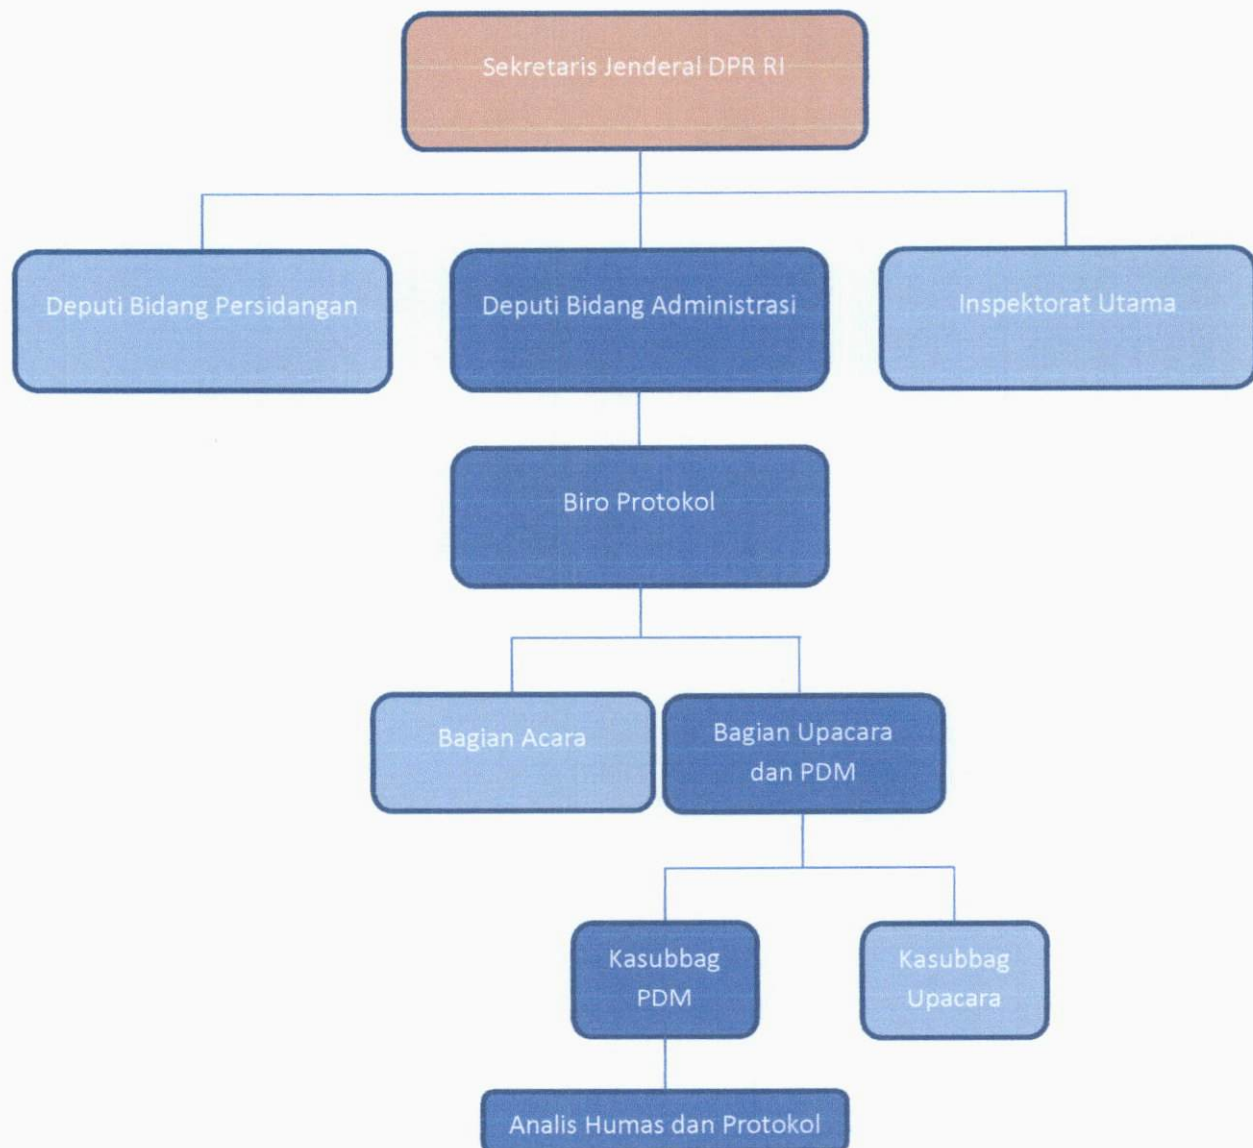 Sekretaris Jenderal DPR RI
Deputi Bidang Persidangan
Deputi Bidang Administrasi
Inspektorat Utama
Biro Protokol
Bagian Acara
Bagian Upacara
dan PDM
Kasubbag
PDM
Kasubbag
Upacara
Analis Humas dan Protokol